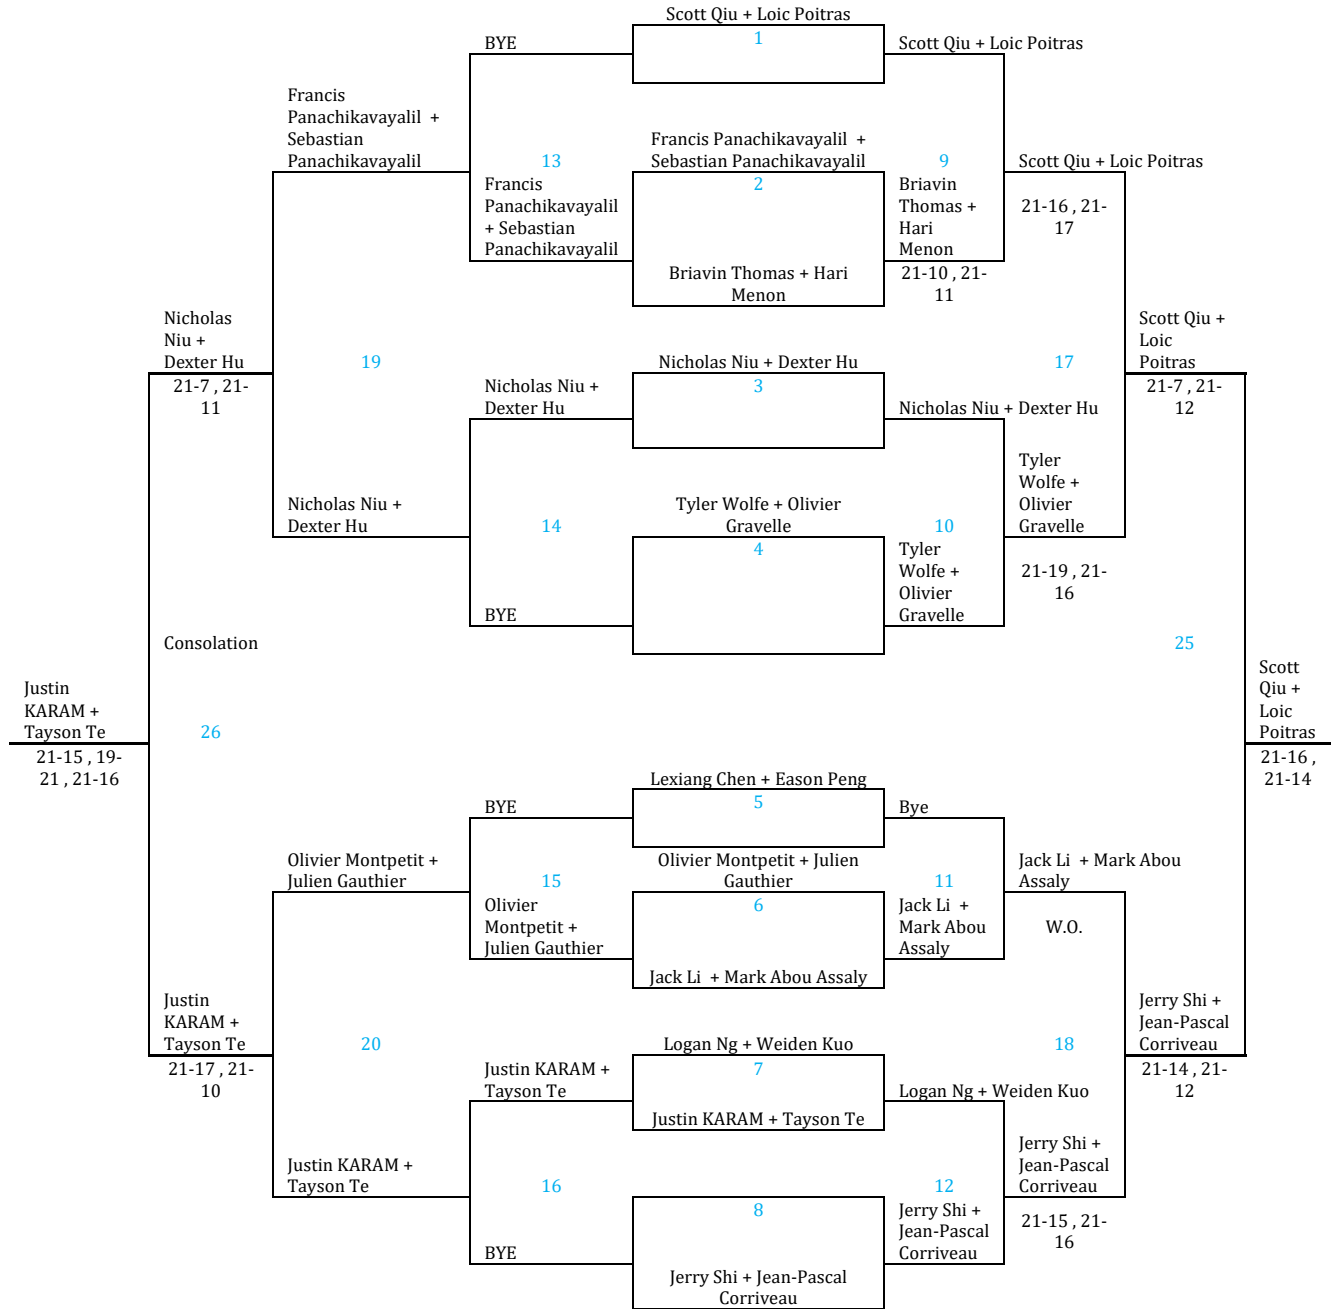 Scott Qiu + Loic Poitras
BYE
1
Scott Qiu + Loic Poitras
Francis
Panachikavayalil +
Sebastian
Panachikavayalil
13
Francis Panachikavayalil +
Sebastian Panachikavayalil
9
Scott Qiu + Loic Poitras
2
Francis
Panachikavayalil
+ Sebastian
Panachikavayalil
Briavin
Thomas +
Hari
Menon
21-16 , 21-
17
Briavin Thomas + Hari
Menon
21-10 , 21-
11
Nicholas
Niu +
Dexter Hu
19
Nicholas Niu + Dexter Hu
17
Scott Qiu +
Loic
Poitras
21-7 , 21-
11
Nicholas Niu +
Dexter Hu
3
Nicholas Niu + Dexter Hu
21-7 , 21-
12
Nicholas Niu +
Dexter Hu
14
Tyler Wolfe + Olivier
Gravelle
10
Tyler
Wolfe +
Olivier
Gravelle
4
Tyler
Wolfe +
Olivier
Gravelle
21-19 , 21-
16
BYE
Consolation
25
Justin
KARAM +
Tayson Te
26
Scott
Qiu +
Loic
Poitras
21-15 , 19-
21 , 21-16
21-16 ,
21-14
Lexiang Chen + Eason Peng
BYE
5
Bye
Olivier Montpetit +
Julien Gauthier
15
Olivier Montpetit + Julien
Gauthier
11
Jack Li  + Mark Abou
Assaly
Olivier
Montpetit +
Julien Gauthier
6
Jack Li  +
Mark Abou
Assaly
W.O.
Jack Li  + Mark Abou Assaly
Justin
KARAM +
Tayson Te
20
Logan Ng + Weiden Kuo
18
Jerry Shi +
Jean-Pascal
Corriveau
21-17 , 21-
10
Justin KARAM +
Tayson Te
7
Logan Ng + Weiden Kuo
21-14 , 21-
12
Justin KARAM + Tayson Te
Justin KARAM +
Tayson Te
16
12
Jerry Shi +
Jean-Pascal
Corriveau
8
Jerry Shi +
Jean-Pascal
Corriveau
21-15 , 21-
16
BYE
Jerry Shi + Jean-Pascal
Corriveau